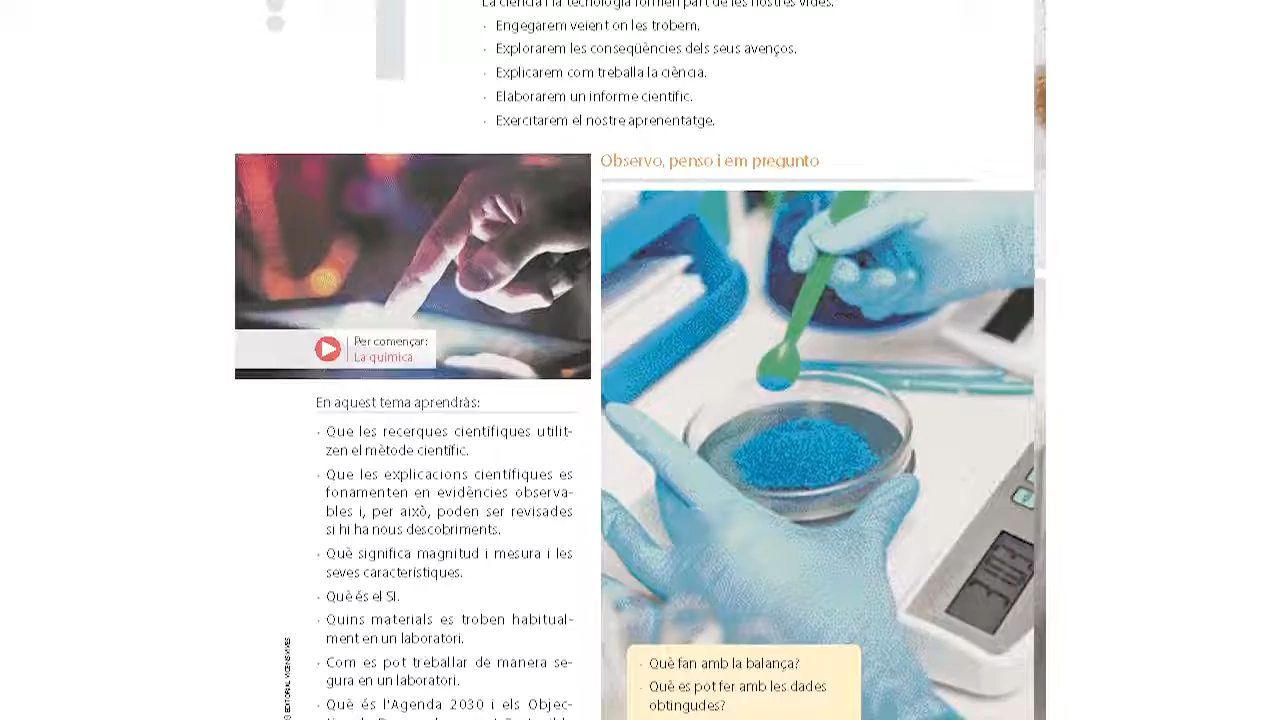 La ciència i la tecnologia formen part de les nostres vides.
· Engegarem veient on les trobem.
· Explorarem les conseqüències dels seus avenços.
· Explicarem com treballa la ciència.
· Elaborarem un informe científic.
· Exercitarem el nostre aprenentatge.
Observo, penso i em pregunto
Per començar:
La química
En aquest tema aprendràs:
· Que les recerques científiques utilit-
zen el mètode científic.
· Que les explicacions científiques es
fonamenten en evidències observa-
bles i, per això, poden ser revisades
si hi ha nous descobriments.
· Què significa magnitud i mesura i les
seves característiques.
· Què és el SI.
· Quins materials es troben habitual-
ment en un laboratori.
· Com es pot treballar de manera se-
gura en un laboratori.
· Què és l'Agenda 2030 i els Objec-
· Què fan amb la balança?
· Què es pot fer amb les dades
obtingudes?
EDITORIAL VICENS VIVES